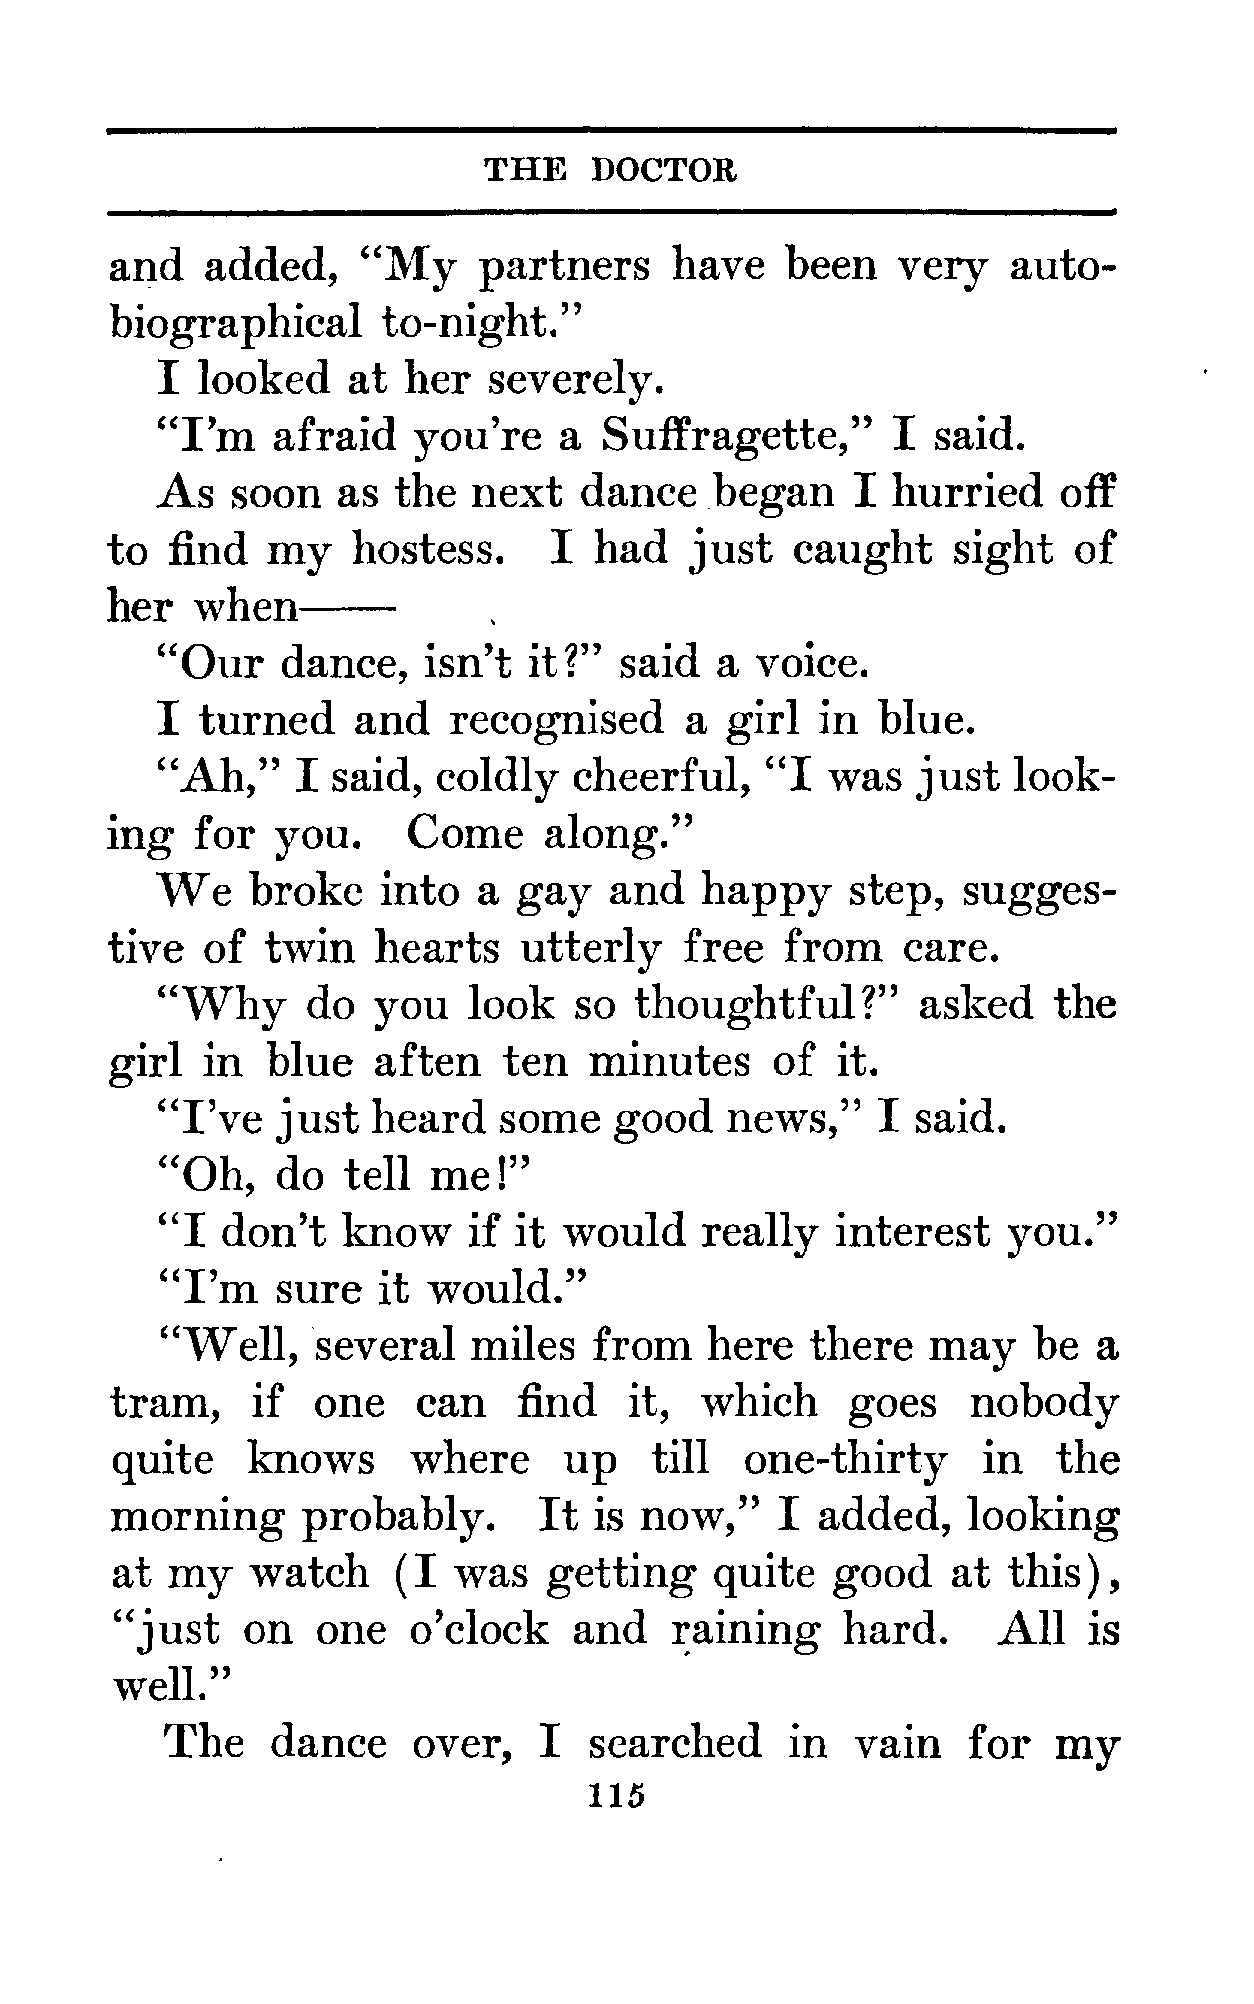 THE DOCTOR
and added, “My partners have been very auto-
biographical to-night.”
I looked at her severely.
“I’m afraid you’re a Suffragette,” I said.
As soon as the next dance began I hurried off
to find my hostess. I had just caught sight of
her when——
“Our dance, isn’t it?” said a voice.
I turned and recognised a girl in blue.
“Ah,” I said, coldly cheerful, “I was just look-
ing for you. Come along.”
We broke into a gay and happy step, sugges-
tive of twin hearts utterly free from care.
“Why do you look so thoughtful?” asked the
girl in blue aften ten minutes of it.
“I’ve just heard some good news,” I said.
“Oh, do tell me!”
“I don’t know if it would really interest you.”
“I’m sure it would.”
“Well, several miles from here there may be a
tram, if one can find it, which goes nobody
quite knows where up till one-thirty in the
morning probably. It is now,” I added, looking
at my watch (I was getting quite good at this),
“just on one o’clock and raining hard. All is
well.”
The dance over, I searched in vain for my
115